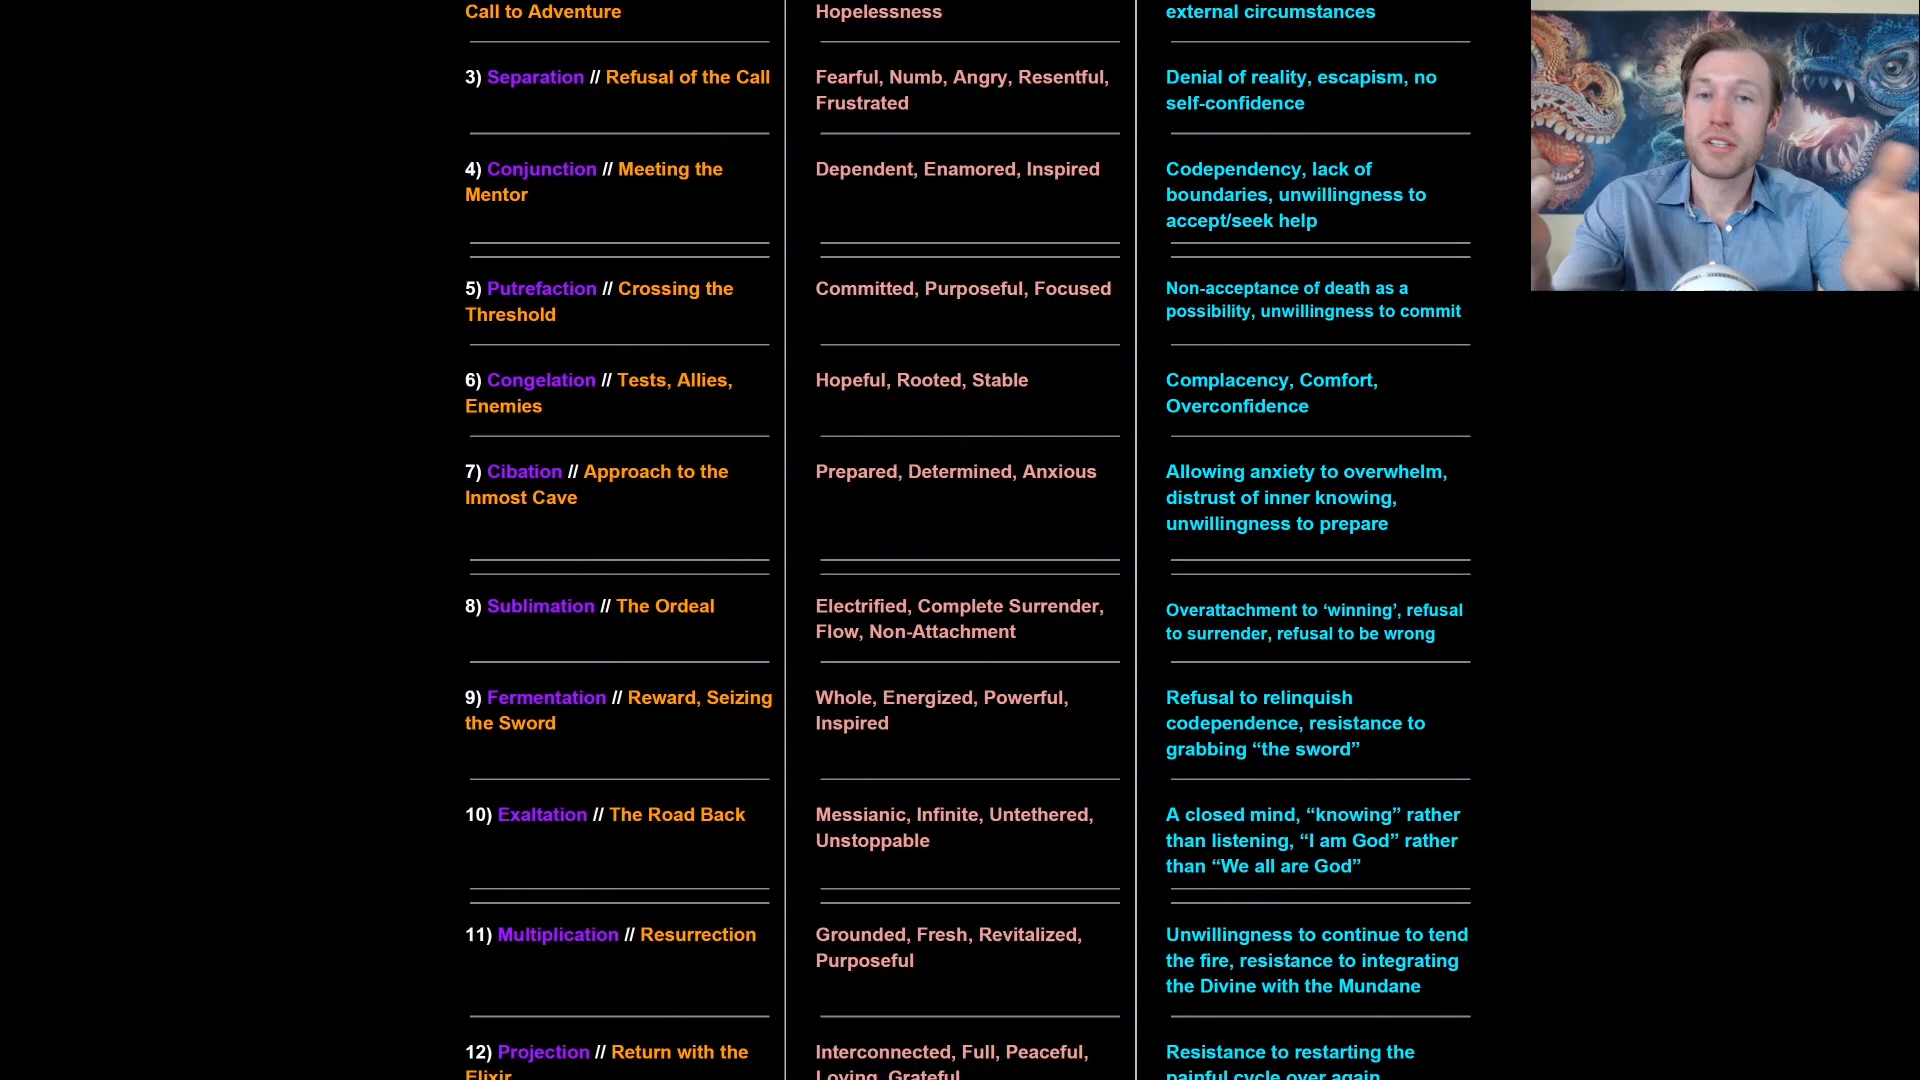 Call to Adventure
Hopelessness
external circumstances
3) Separation // Refusal of the Call
Fearful, Numb, Angry, Resentful,
Frustrated
Denial of reality, escapism, no
self-confidence
4) Conjunction // Meeting the
Mentor
Dependent, Enamored, Inspired
Codependency, lack of
boundaries, unwillingness to
accept/seek help
5) Putrefaction // Crossing the
Threshold
Committed, Purposeful, Focused
Non-acceptance of death as a
possibility, unwillingness to commit
6) Congelation // Tests, Allies,
Enemies
Hopeful, Rooted, Stable
Complacency, Comfort,
Overconfidence
7) Cibation // Approach to the
Inmost Cave
Prepared, Determined, Anxious
Allowing anxiety to overwhelm,
distrust of inner knowing,
unwillingness to prepare
8) Sublimation // The Ordeal
Electrified, Complete Surrender,
Flow, Non-Attachment
Overattachment to ‘winning’, refusal
to surrender, refusal to be wrong
9) Fermentation // Reward, Seizing
the Sword
Whole, Energized, Powerful,
Inspired
Refusal to relinquish
codependence, resistance to
grabbing “the sword”
10) Exaltation // The Road Back
Messianic, Infinite, Untethered,
Unstoppable
A closed mind, “knowing” rather
than listening, “I am God” rather
than “We all are God”
11) Multiplication // Resurrection
Grounded, Fresh, Revitalized,
Purposeful
Unwillingness to continue to tend
the fire, resistance to integrating
the Divine with the Mundane
12) Projection // Return with the
Elixir
Interconnected, Full, Peaceful,
Loving, Grateful
Resistance to restarting the
painful cycle over again